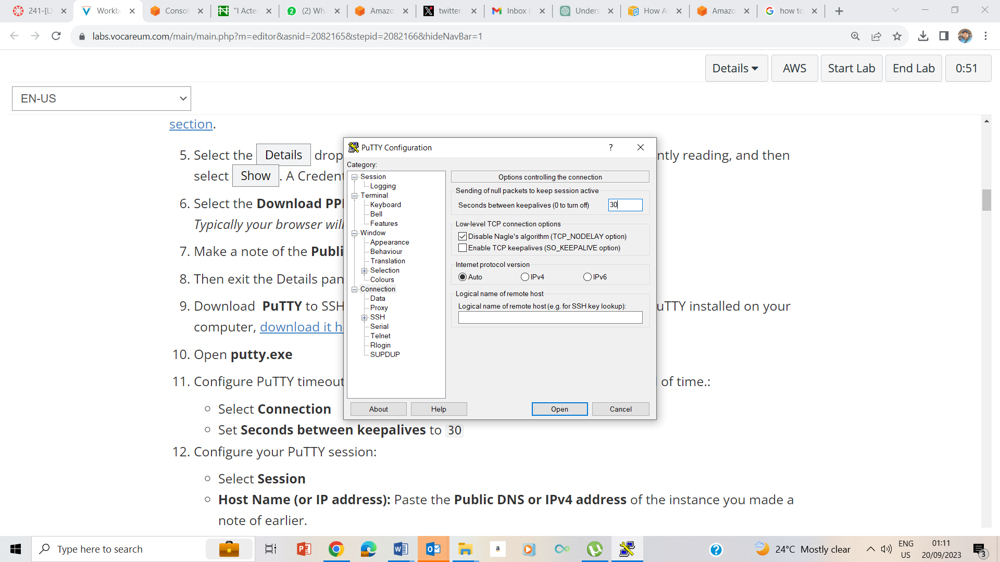 241-[LX
Workb
Consol
"I Acte
(2) Wh
Amazo
twitter.
Inbox (
Unders
How A
Amazo
how to
labs.vocareum.com/main/main.php?m=editor&asnid=2082165&stepid=2082166&hideNavBar=1
Details
AWS
Start Lab
End Lab
0:51
EN-US
section.
5. Select the Details drop
ntly reading, and then
select Show . A Credent
6. Select the Download PP
Typically your browser will
7. Make a note of the Publi
8. Then exit the Details pan
9. Download PuTTY to SSH
uTTY installed on your
computer, download it h
10. Open putty.exe
11. Configure PuTTY timeout
of time.:
Select Connection
Set Seconds between keepalives to 30
12. Configure your PuTTY session:
Select Session
Host Name (or IP address): Paste the Public DNS or IPv4 address of the instance you made a
note of earlier.
PuTTY Configuration
?
Category:
Session
Logging
Terminal
Keyboard
Bell
Features
Window
Appearance
Behaviour
Translation
Selection
Colours
Connection
Data
Proxy
SSH
Serial
Telnet
Rlogin
SUPDUP
Options controlling the connection
Sending of null packets to keep session active
Seconds between keepalives (0 to turn off)
30
Low-level TCP connection options
Disable Nagle's algorithm (TCP_NODELAY option)
Enable TCP keepalives (SO_KEEPALIVE option)
Internet protocol version
Auto
IPv4
IPv6
Logical name of remote host
Logical name of remote host (e.g. for SSH key lookup):
About
Help
Open
Cancel
Type here to search
24°C Mostly clear
ENG
US
01:11
20/09/2023
3